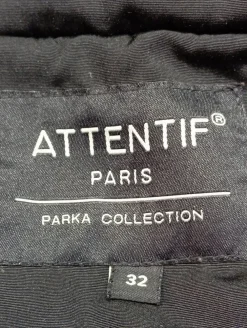 ATTENTIF®
PARIS
PARKA COLLECTION
32